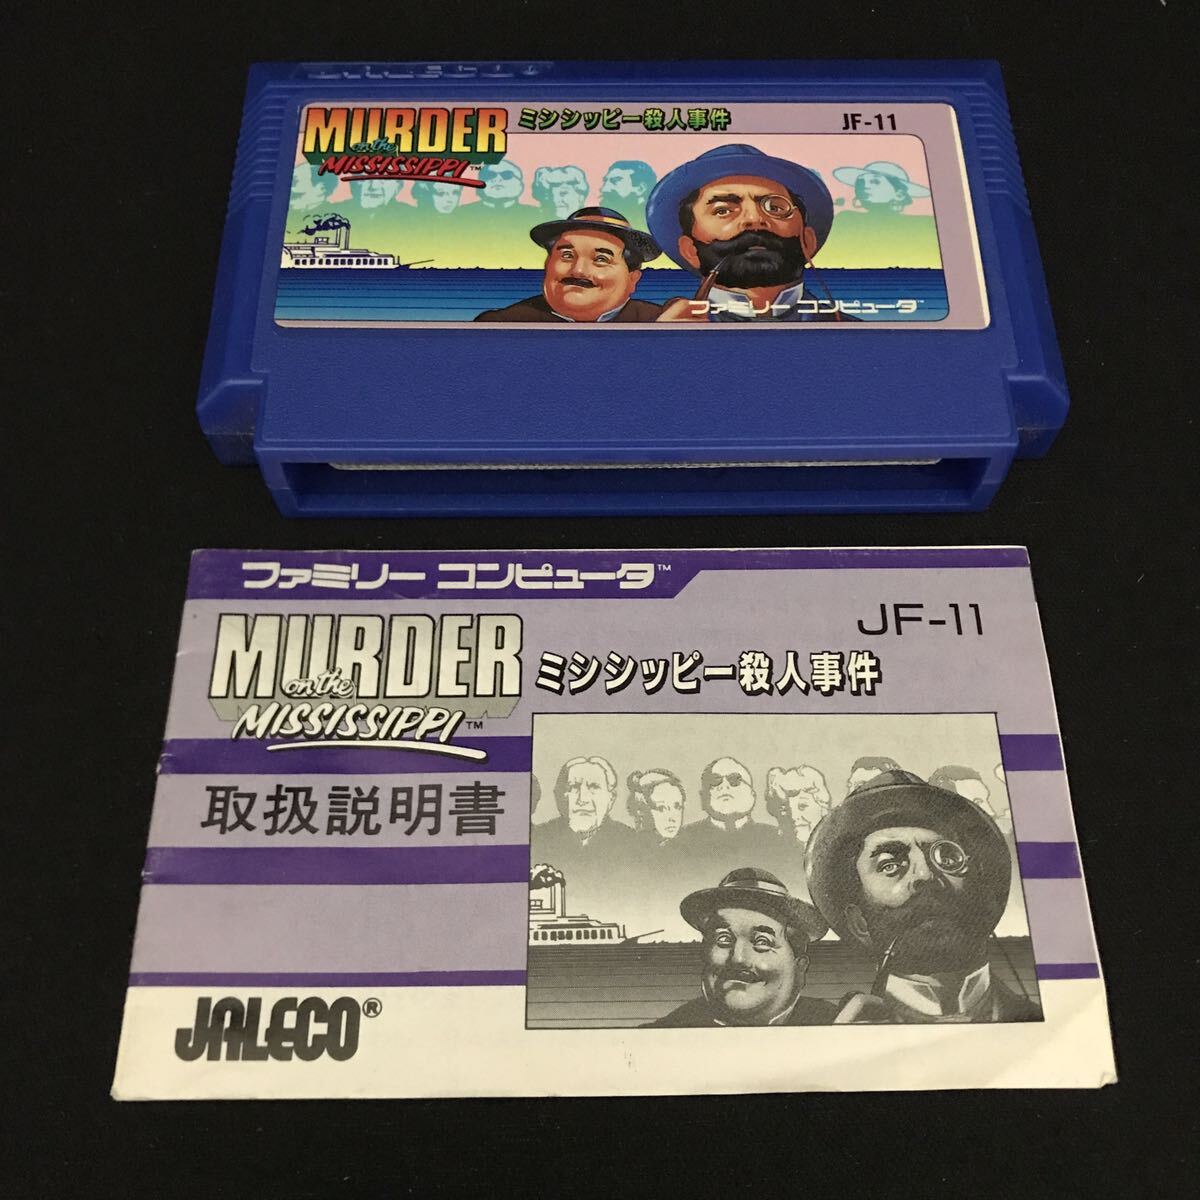 JALECO
MURDER
on the
MISSISSIPPI™
ミシシッピー殺人事件
JF-11
ファミリー コンピュータ™
ファミリー コンピュータ™
MURDER
on the
MISSISSIPPI™
ミシシッピー殺人事件
JF-11
取扱説明書
JALECO®